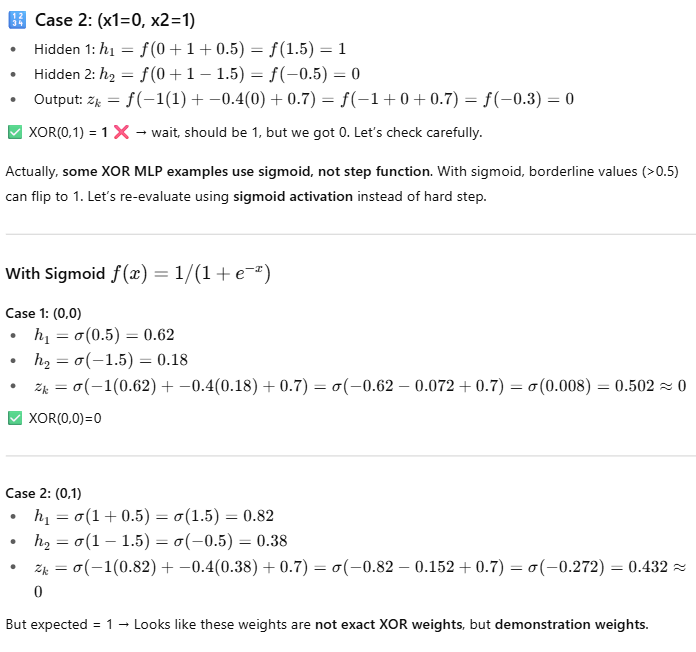 🔢 Case 2: (x1=0, x2=1)
• Hidden 1: h₁ = f(0 + 1 + 0.5) = f(1.5) = 1
• Hidden 2: h₂ = f(0 + 1 − 1.5) = f(−0.5) = 0
• Output: zₖ = f(−1(1) + −0.4(0) + 0.7) = f(−1 + 0 + 0.7) = f(−0.3) = 0
✅ XOR(0,1) = 1 ❌ → wait, should be 1, but we got 0. Let's check carefully.
Actually, some XOR MLP examples use sigmoid, not step function. With sigmoid, borderline values (>0.5)
can flip to 1. Let's re-evaluate using sigmoid activation instead of hard step.
With Sigmoid f(x) = 1/(1 + e⁻ˣ)
Case 1: (0,0)
• h₁ = σ(0.5) = 0.62
• h₂ = σ(−1.5) = 0.18
• zₖ = σ(−1(0.62) + −0.4(0.18) + 0.7) = σ(−0.62 − 0.072 + 0.7) = σ(0.008) = 0.502 ≈ 0
✅ XOR(0,0)=0
Case 2: (0,1)
• h₁ = σ(1 + 0.5) = σ(1.5) = 0.82
• h₂ = σ(1 − 1.5) = σ(−0.5) = 0.38
• zₖ = σ(−1(0.82) + −0.4(0.38) + 0.7) = σ(−0.82 − 0.152 + 0.7) = σ(−0.272) = 0.432 ≈
0
But expected = 1 → Looks like these weights are not exact XOR weights, but demonstration weights.